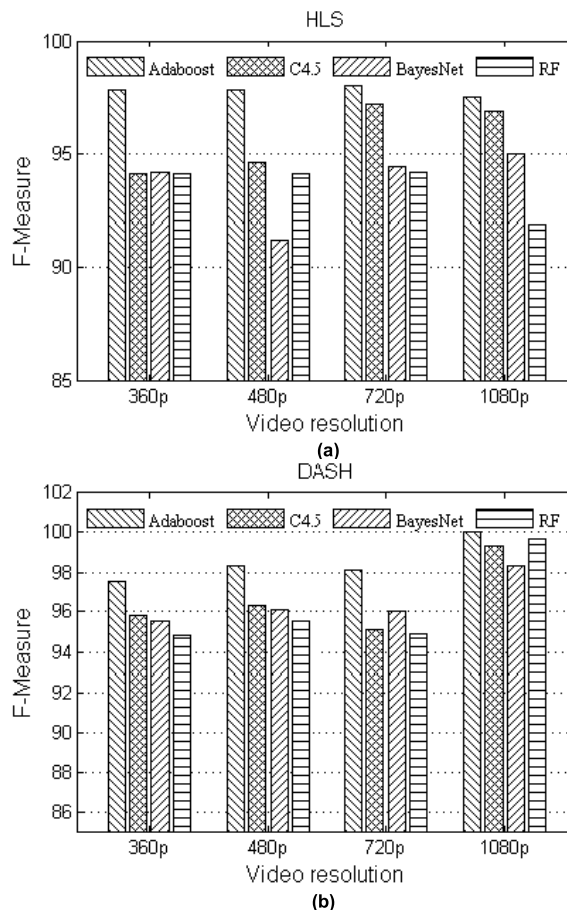 HLS
100
95
90
85
F-Measure
Adaboost C4.5 BayesNet RF
360p 480p 720p 1080p
Video resolution
(a)
DASH
102
100
98
96
94
92
90
88
86
F-Measure
Adaboost C4.5 BayesNet RF
360p 480p 720p 1080p
Video resolution
(b)